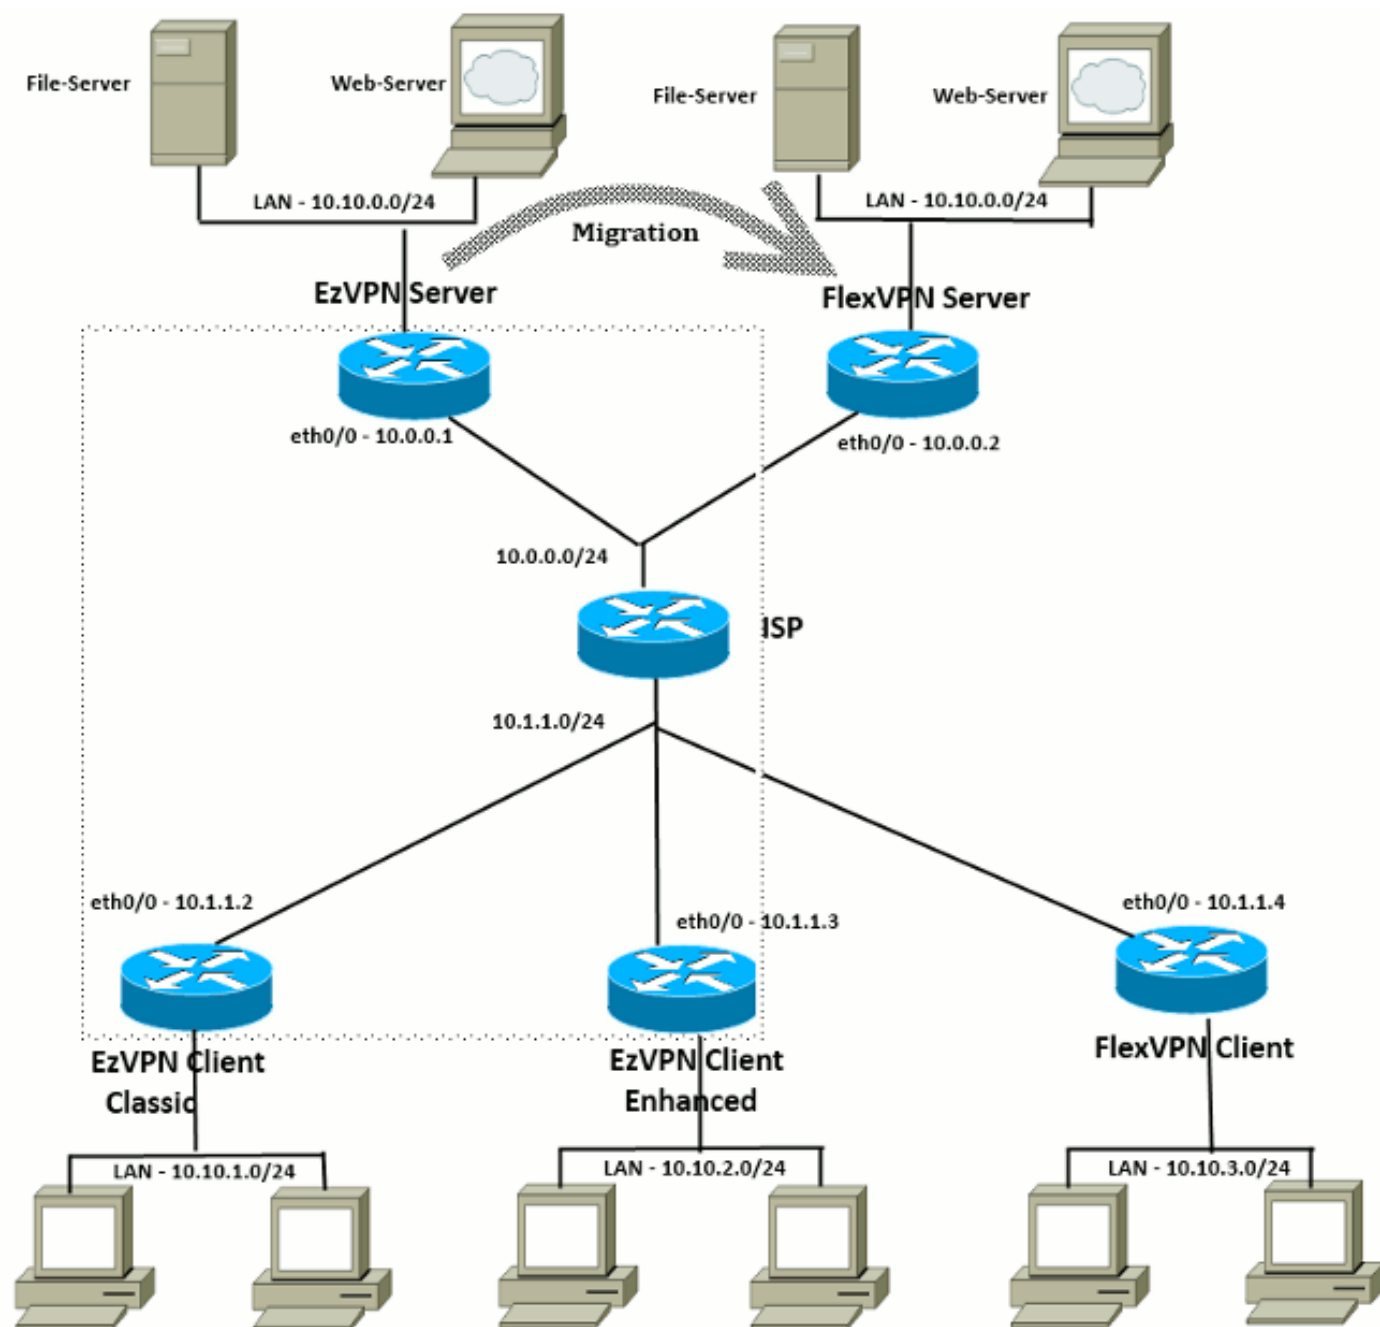 File-Server
Web-Server
File-Server
Web-Server
LAN - 10.10.0.0/24
LAN - 10.10.0.0/24
Migration
EzVPN Server
FlexVPN Server
eth0/0 - 10.0.0.1
eth0/0 - 10.0.0.2
10.0.0.0/24
ISP
10.1.1.0/24
eth0/0 - 10.1.1.2
eth0/0 - 10.1.1.3
eth0/0 - 10.1.1.4
EzVPN Client
Classic
EzVPN Client
Enhanced
FlexVPN Client
LAN - 10.10.1.0/24
LAN - 10.10.2.0/24
LAN - 10.10.3.0/24